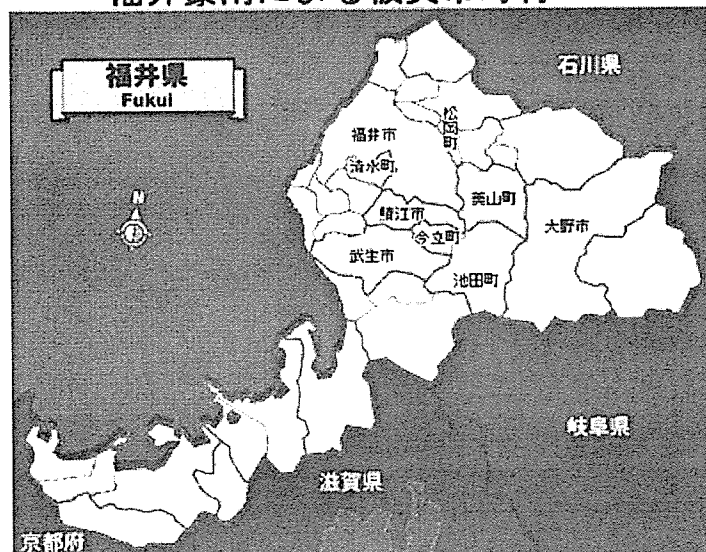 石川県
福井県
Fukui
松岡町
福井市
清水町
N
美山町
鯖江市
大野市
今立町
武生市
池田町
岐阜県
滋賀県
京都府